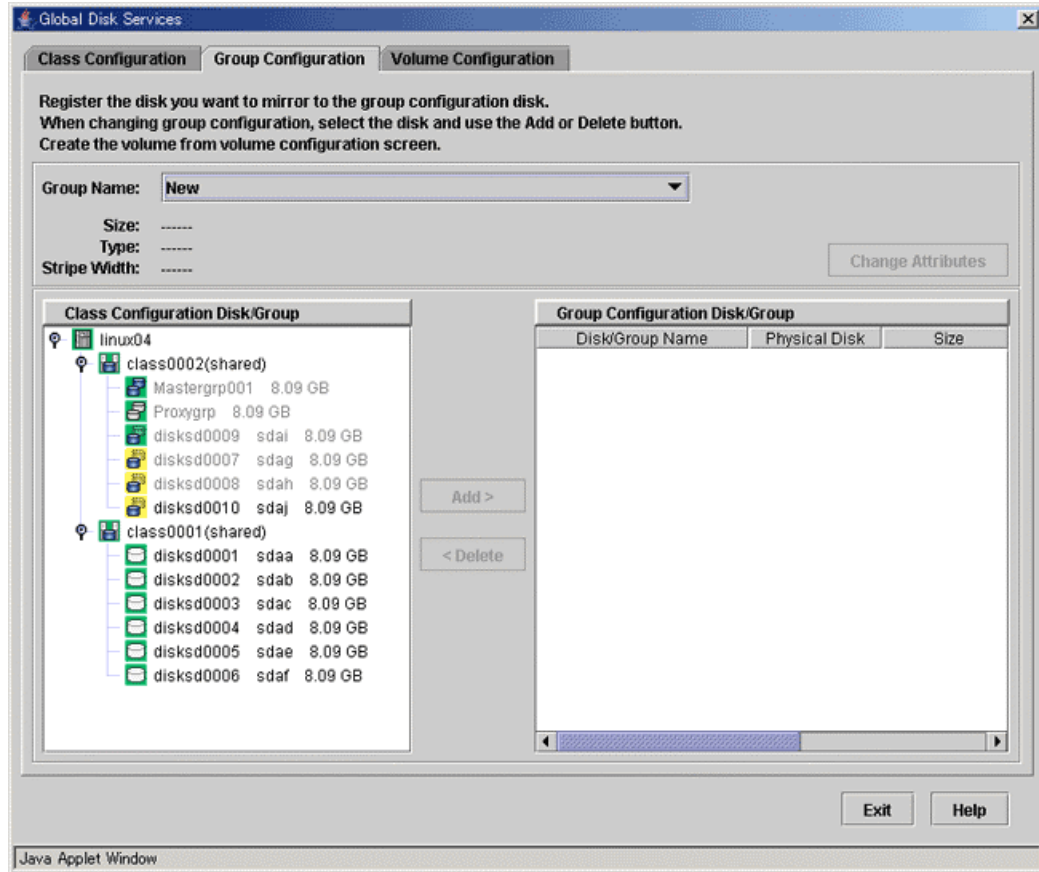 Global Disk Services
Class Configuration Group Configuration Volume Configuration
Register the disk you want to mirror to the group configuration disk.
When changing group configuration, select the disk and use the Add or Delete button.
Create the volume from volume configuration screen.
Group Name: New
Size: ------
Type: ------
Stripe Width: ------
Change Attributes
Class Configuration Disk/Group
linux04
class0002(shared)
Mastergrp001 8.09 GB
Proxygrp 8.09 GB
disksd0009 sdai 8.09 GB
disksd0007 sdag 8.09 GB
disksd0008 sdah 8.09 GB
disksd0010 sdaj 8.09 GB
class0001(shared)
disksd0001 sdaa 8.09 GB
disksd0002 sdab 8.09 GB
disksd0003 sdac 8.09 GB
disksd0004 sdad 8.09 GB
disksd0005 sdae 8.09 GB
disksd0006 sdaf 8.09 GB
Add >
< Delete
Group Configuration Disk/Group
Disk/Group Name Physical Disk Size
Exit Help
Java Applet Window